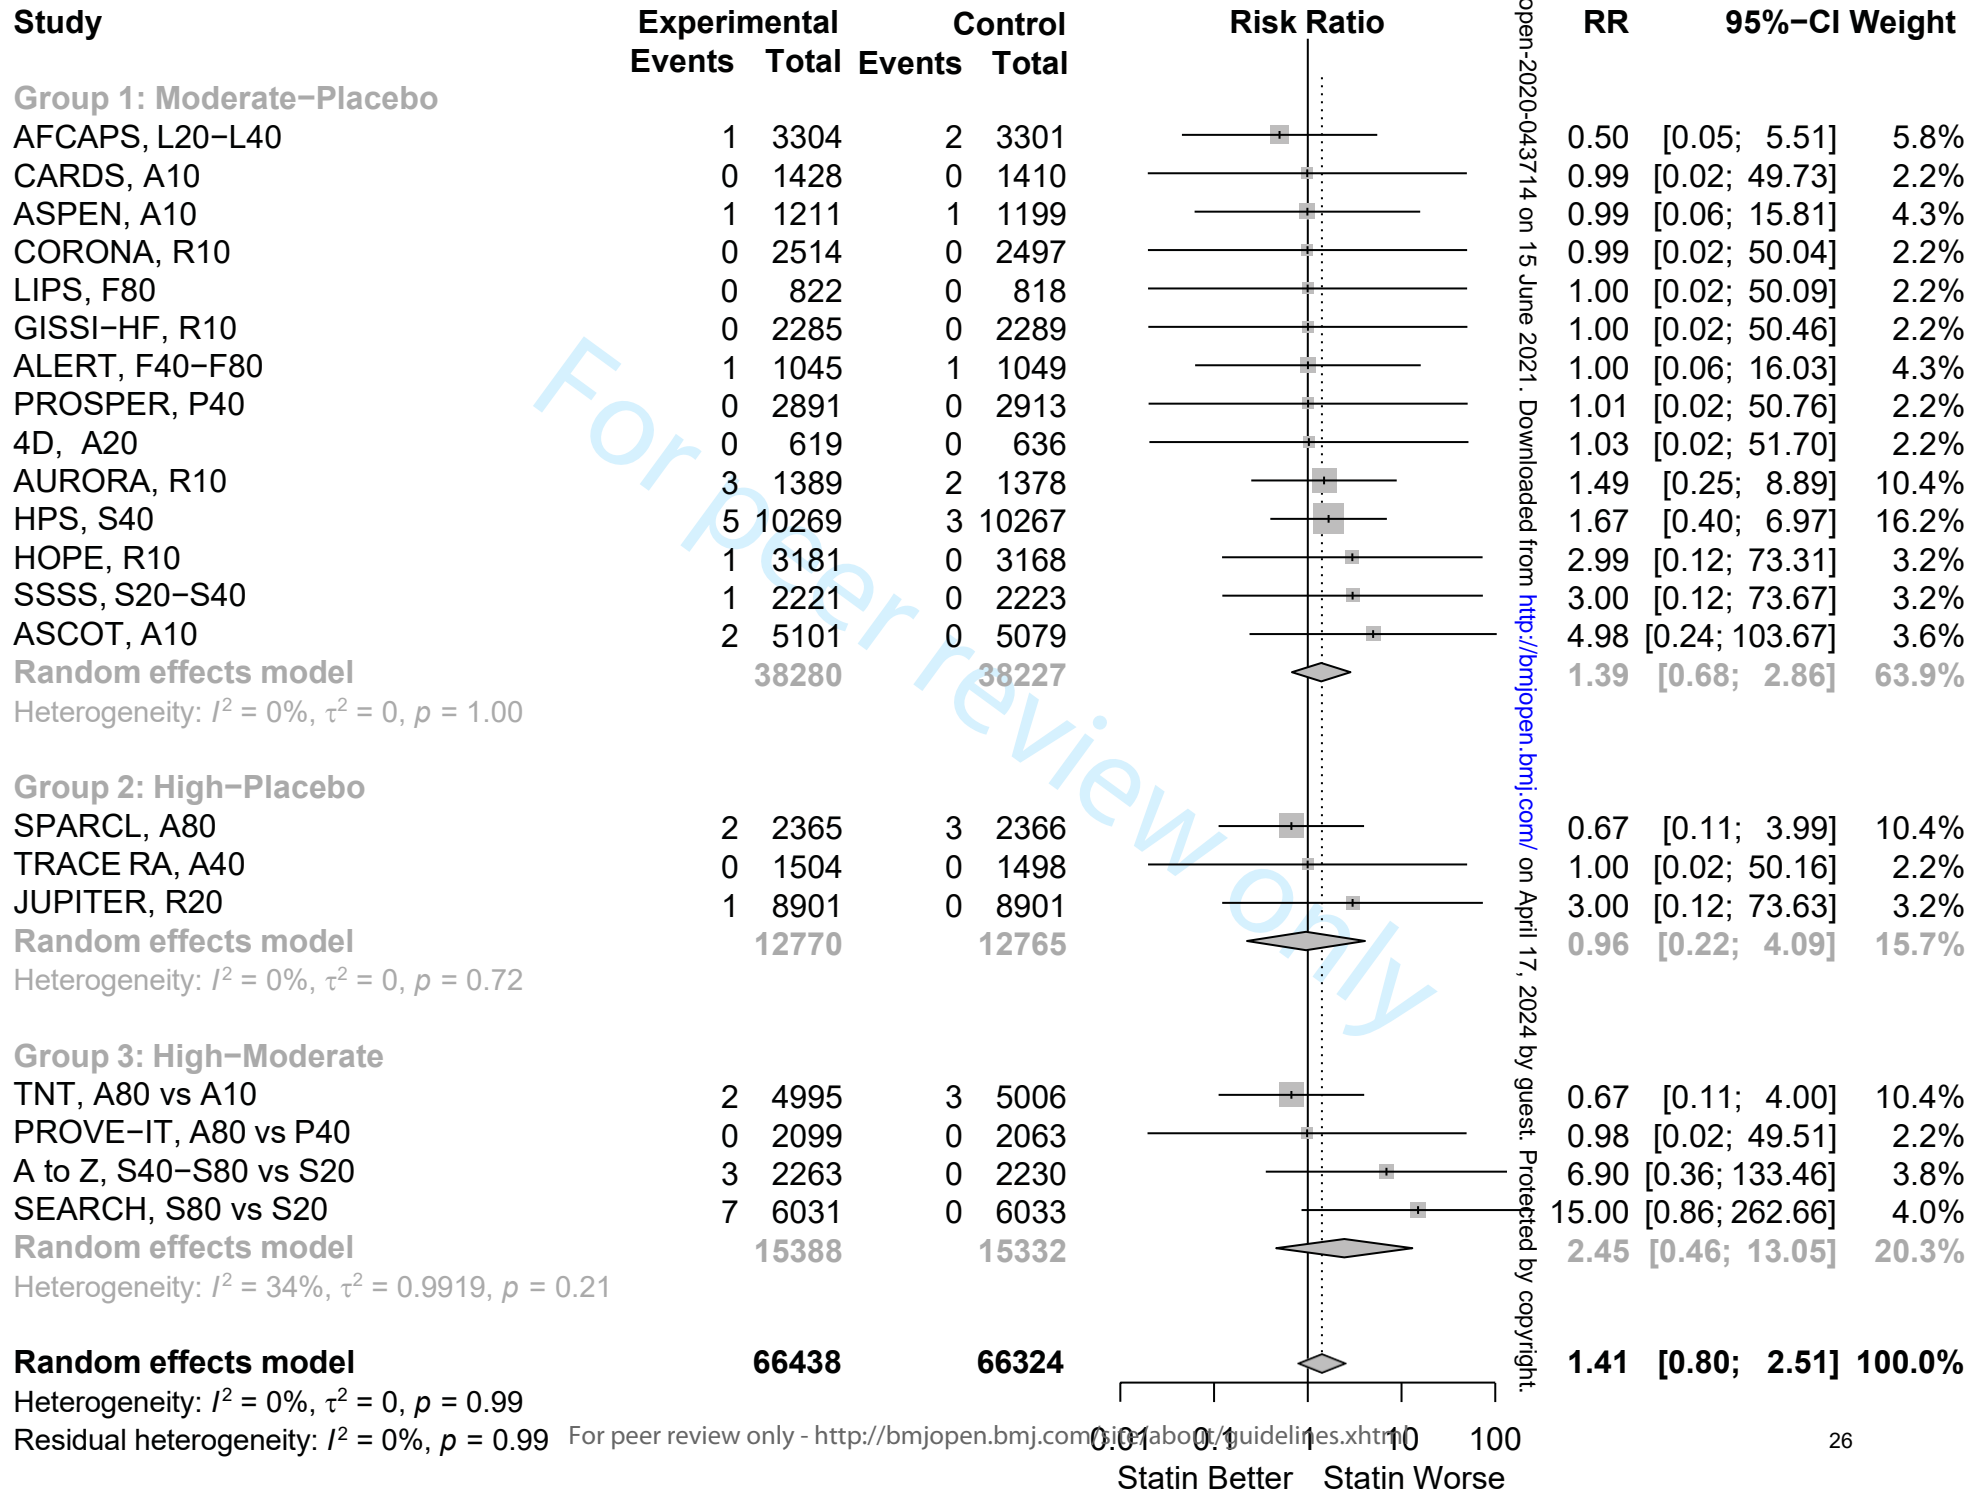 Study Experimental Control Risk Ratio RR 95%−CI Weight
Events Total Events Total
Group 1: Moderate−Placebo
AFCAPS, L20−L40 1 3304 2 3301 0.50 [0.05; 5.51] 5.8%
CARDS, A10 0 1428 0 1410 0.99 [0.02; 49.73] 2.2%
ASPEN, A10 1 1211 1 1199 0.99 [0.06; 15.81] 4.3%
CORONA, R10 0 2514 0 2497 0.99 [0.02; 50.04] 2.2%
LIPS, F80 0 822 0 818 1.00 [0.02; 50.09] 2.2%
GISSI−HF, R10 0 2285 0 2289 1.00 [0.02; 50.46] 2.2%
ALERT, F40−F80 1 1045 1 1049 1.00 [0.06; 16.03] 4.3%
PROSPER, P40 0 2891 0 2913 1.01 [0.02; 50.76] 2.2%
4D, A20 0 619 0 636 1.03 [0.02; 51.70] 2.2%
AURORA, R10 3 1389 2 1378 1.49 [0.25; 8.89] 10.4%
HPS, S40 5 10269 3 10267 1.67 [0.40; 6.97] 16.2%
HOPE, R10 1 3181 0 3168 2.99 [0.12; 73.31] 3.2%
SSSS, S20−S40 1 2221 0 2223 3.00 [0.12; 73.67] 3.2%
ASCOT, A10 2 5101 0 5079 4.98 [0.24; 103.67] 3.6%
Random effects model 38280 38227 1.39 [0.68; 2.86] 63.9%
Heterogeneity: I² = 0%, τ² = 0, p = 1.00
Group 2: High−Placebo
SPARCL, A80 2 2365 3 2366 0.67 [0.11; 3.99] 10.4%
TRACE RA, A40 0 1504 0 1498 1.00 [0.02; 50.16] 2.2%
JUPITER, R20 1 8901 0 8901 3.00 [0.12; 73.63] 3.2%
Random effects model 12770 12765 0.96 [0.22; 4.09] 15.7%
Heterogeneity: I² = 0%, τ² = 0, p = 0.72
Group 3: High−Moderate
TNT, A80 vs A10 2 4995 3 5006 0.67 [0.11; 4.00] 10.4%
PROVE−IT, A80 vs P40 0 2099 0 2063 0.98 [0.02; 49.51] 2.2%
A to Z, S40−S80 vs S20 3 2263 0 2230 6.90 [0.36; 133.46] 3.8%
SEARCH, S80 vs S20 7 6031 0 6033 15.00 [0.86; 262.66] 4.0%
Random effects model 15388 15332 2.45 [0.46; 13.05] 20.3%
Heterogeneity: I² = 34%, τ² = 0.9919, p = 0.21
Random effects model 66438 66324 1.41 [0.80; 2.51] 100.0%
Heterogeneity: I² = 0%, τ² = 0, p = 0.99
Residual heterogeneity: I² = 0%, p = 0.99
0.01 0.1 1 10 100
Statin Better Statin Worse
For peer review only - http://bmjopen.bmj.com/site/about/guidelines.xhtml
26
For peer review only
open-2020-043714 on 15 June 2021. Downloaded from http://bmjopen.bmj.com/ on April 17, 2024 by guest. Protected by copyright.